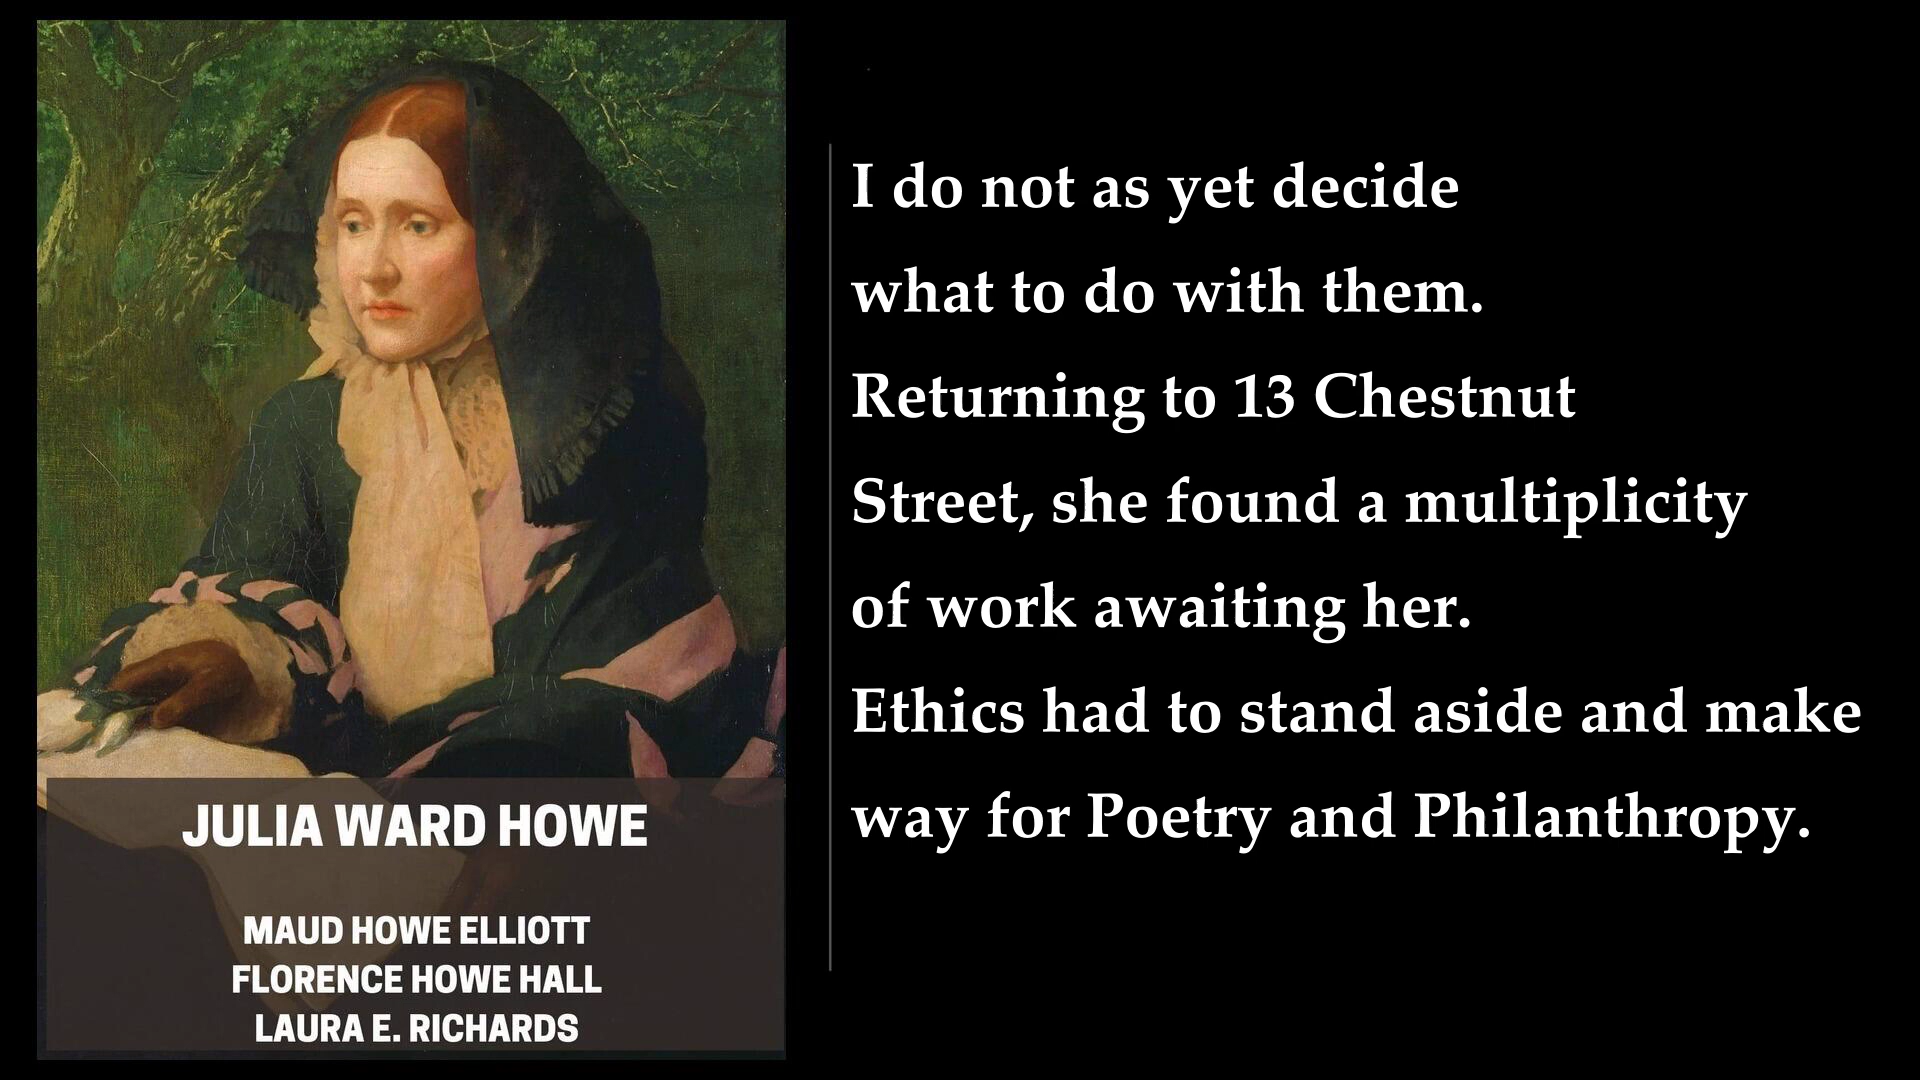 JULIA WARD HOWE
MAUD HOWE ELLIOTT
FLORENCE HOWE HALL
LAURA E. RICHARDS
I do not as yet decide
what to do with them.
Returning to 13 Chestnut
Street, she found a multiplicity
of work awaiting her.
Ethics had to stand aside and make
way for Poetry and Philanthropy.